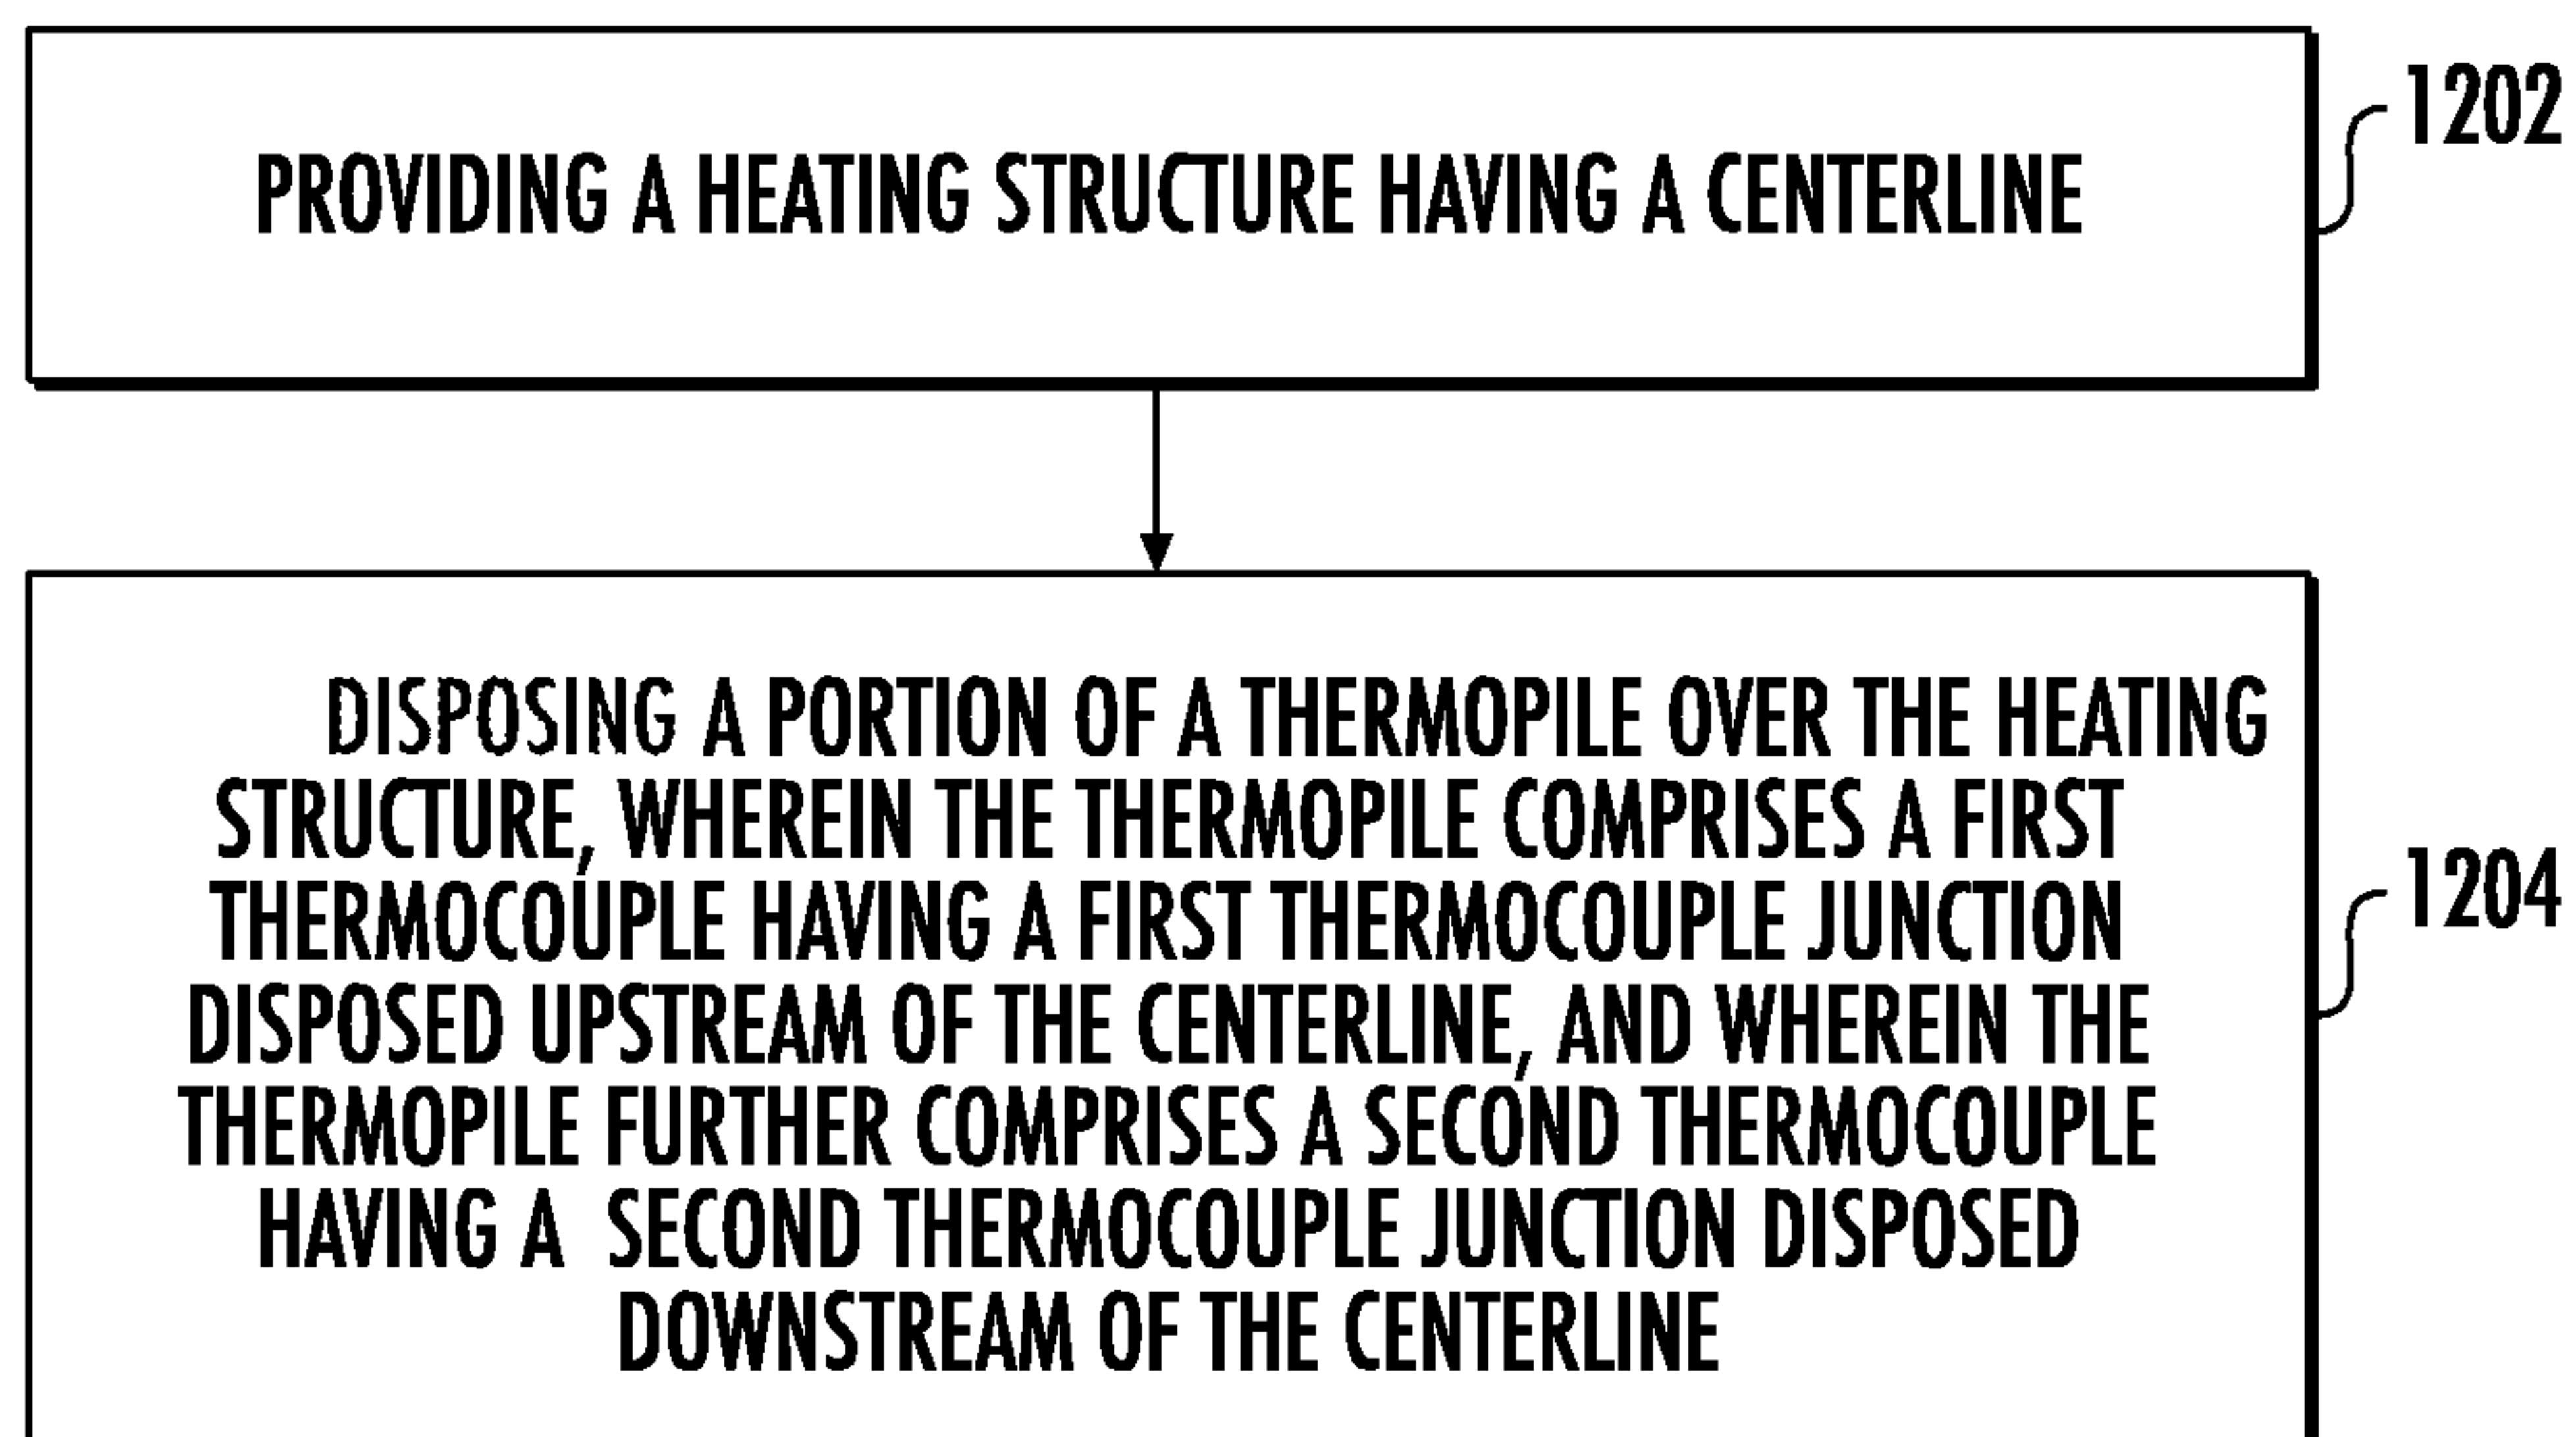 1202
PROVIDING A HEATING STRUCTURE HAVING A CENTERLINE
DISPOSING A PORTION OF A THERMOPILE OVER THE HEATING
STRUCTURE, WHEREIN THE THERMOPILE COMPRISES A FIRST
THERMOCOUPLE HAVING A FIRST THERMOCOUPLE JUNCTION
1204
DISPOSED UPSTREAM OF THE CENTERLINE, AND WHEREIN THE
THERMOPILE FURTHER COMPRISES A SECOND THERMOCOUPLE
HAVING A SECOND THERMOCOUPLE JUNCTION DISPOSED
DOWNSTREAM OF THE CENTERLINE